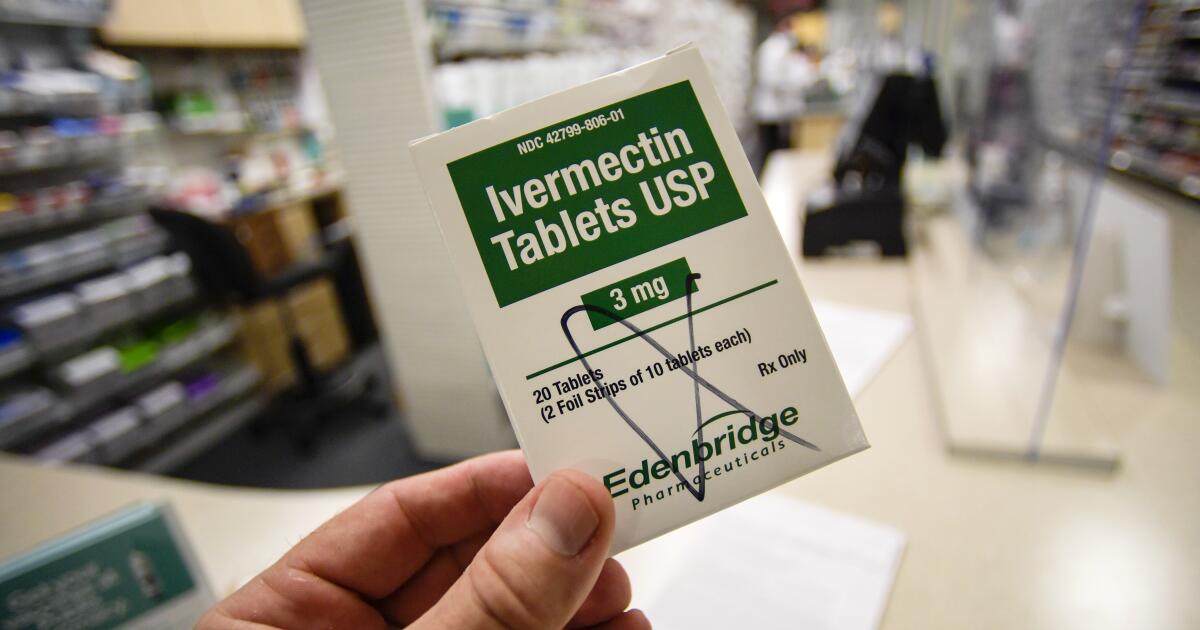 NDC 42799-806-01
Ivermectin
Tablets USP
3 mg
20 Tablets
(2 Foil Strips of 10 tablets each)
Rx Only
Edenbridge
Pharmaceuticals